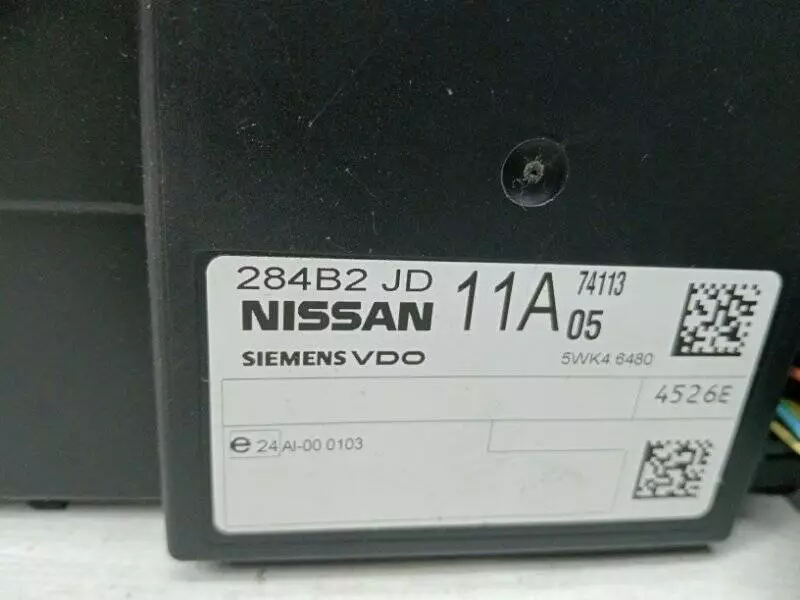 284B2 JD 11A 74113
NISSAN 05
SIEMENS VDO 5WK4 6480
4526E
e 24 AI-00 0103